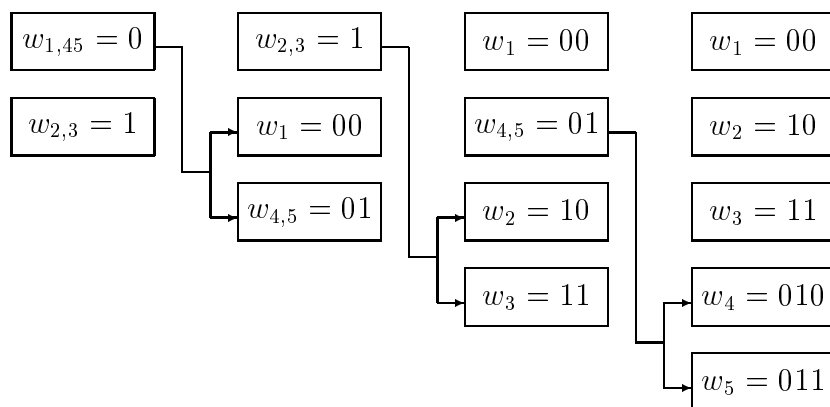 w_{1,45} = 0
w_{2,3} = 1
w_{2,3} = 1
w_1 = 00
w_{4,5} = 01
w_1 = 00
w_{4,5} = 01
w_2 = 10
w_3 = 11
w_1 = 00
w_2 = 10
w_3 = 11
w_4 = 010
w_5 = 011